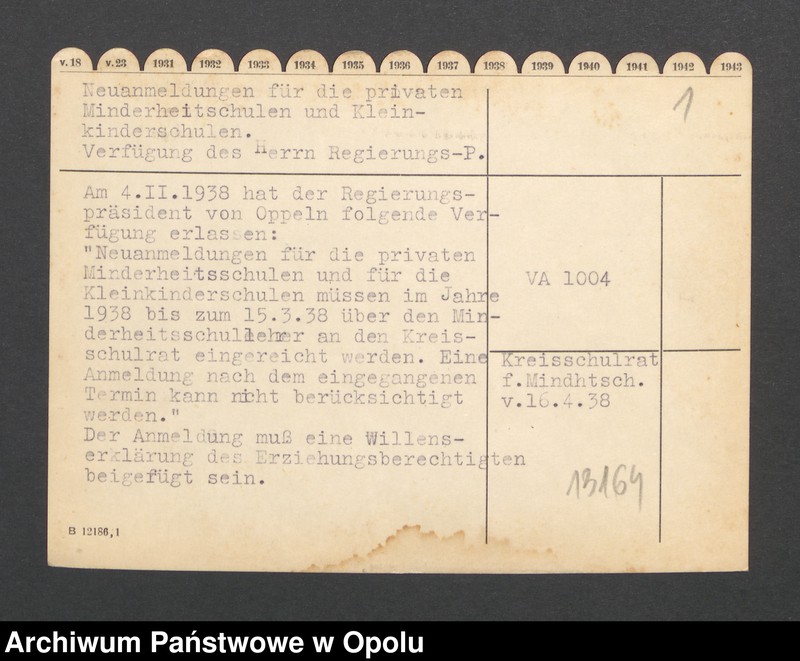 v. 18 v. 23 1931 1932 1933 1934 1935 1936 1937 1938 1939 1940 1941 1942 1943
Neuanmeldungen für die privaten
Minderheitschulen und Klein-
kinderschulen.
Verfügung des Herrn Regierungs-P.
1
Am 4.II.1938 hat der Regierungs-
präsident von Oppeln folgende Ver-
fügung erlassen:
"Neuanmeldungen für die privaten
Minderheitsschulen und für die
Kleinkinderschulen müssen im Jahre
1938 bis zum 15.3.38 über den Min-
derheitsschullehrer an den Kreis-
schulrat eingereicht werden. Eine
Anmeldung nach dem eingegangenen
Termin kann nicht berücksichtigt
werden."
Der Anmeldung muß eine Willens-
erklärung des Erziehungsberechtigten
beigefügt sein.
VA 1004
Kreisschulrat
f. Mindhtsch.
v.16.4.38
13164
B 12186,1
Archiwum Państwowe w Opolu